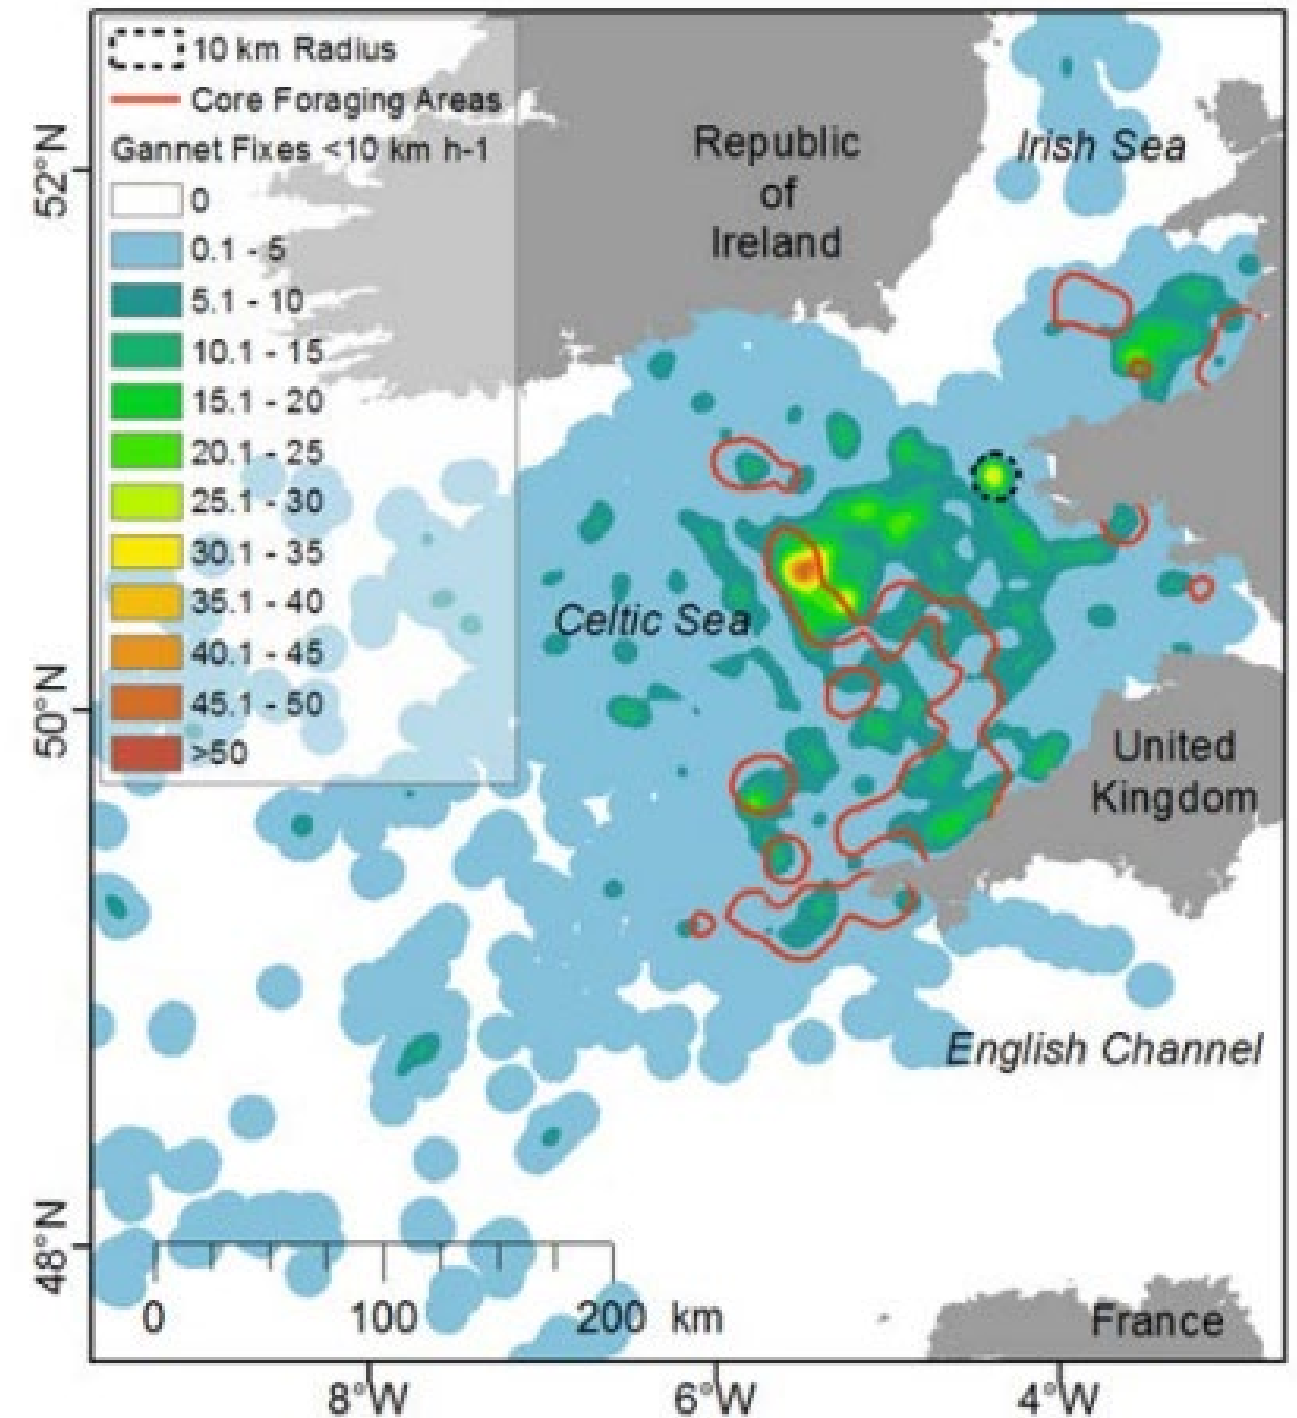 10 km Radius
Core Foraging Areas
Gannet Fixes <10 km h-1
0
0.1 - 5
5.1 - 10
10.1 - 15
15.1 - 20
20.1 - 25
25.1 - 30
30.1 - 35
35.1 - 40
40.1 - 45
45.1 - 50
>50
Republic
of
Ireland
Irish Sea
Celtic Sea
United
Kingdom
English Channel
France
0 100 200 km
52°N
50°N
48°N
8°W 6°W 4°W